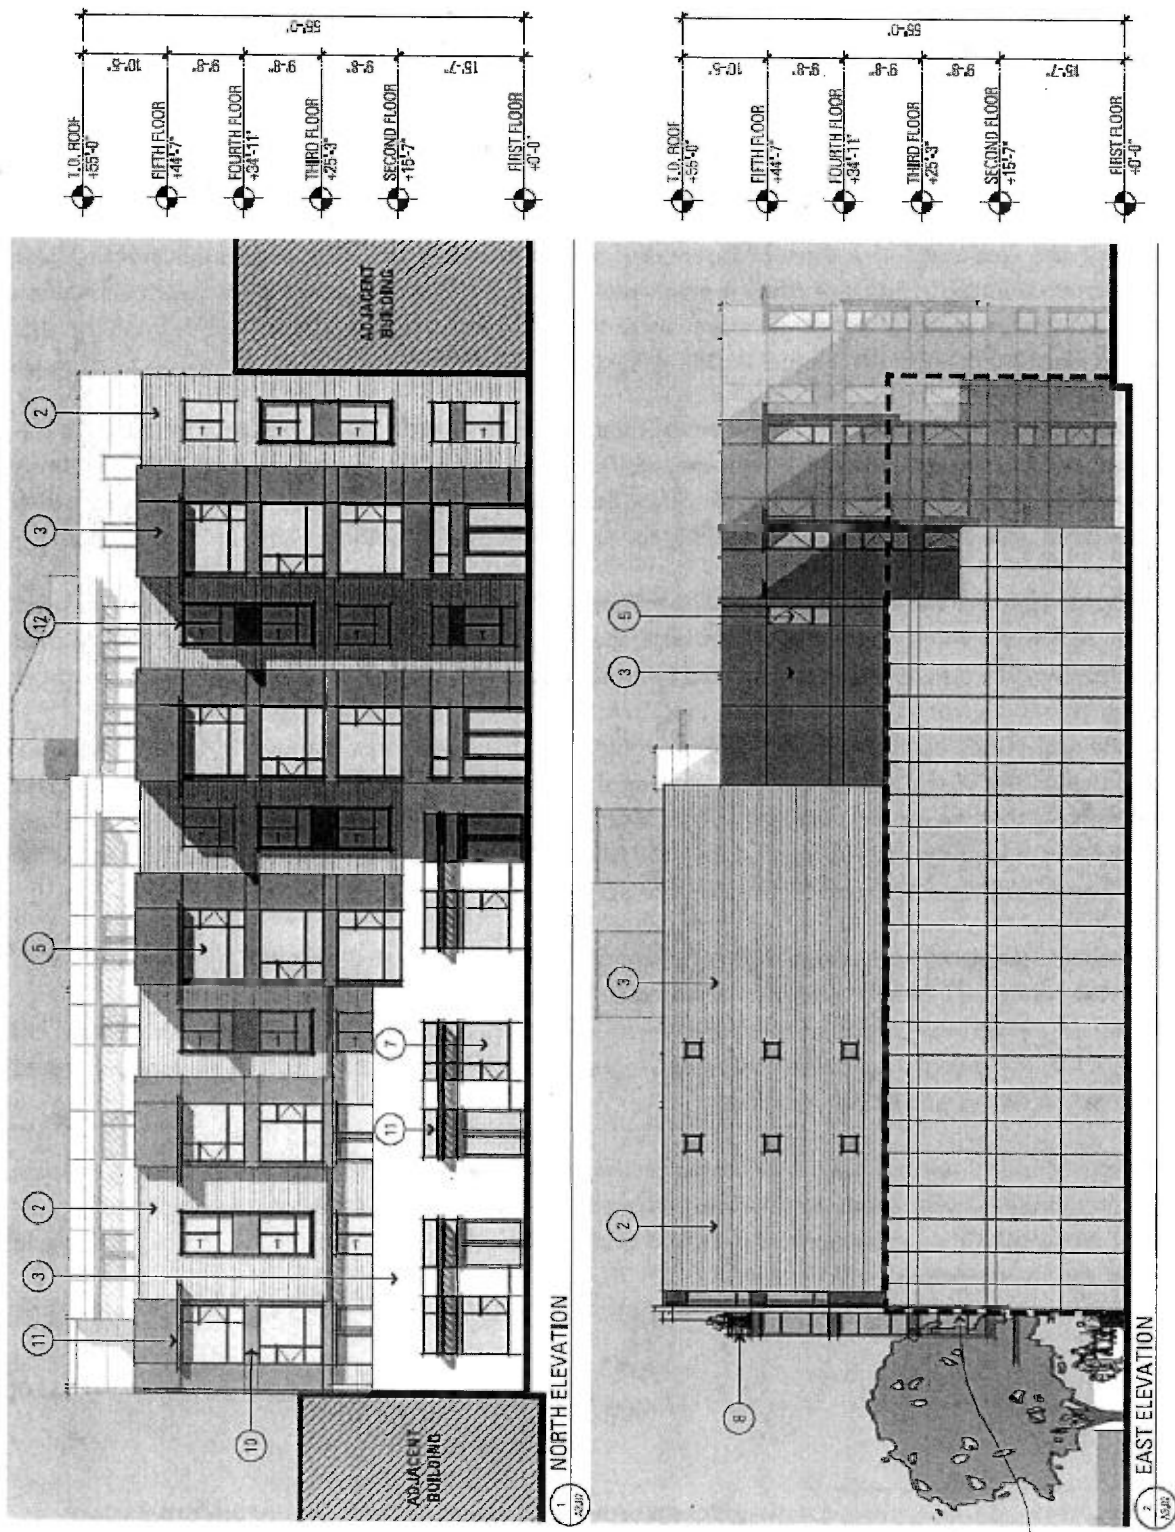 T.O. ROOF
+55'-0"
FIFTH FLOOR
+44'-7"
FOURTH FLOOR
+34'-11"
THIRD FLOOR
+25'-3"
SECOND FLOOR
+15'-7"
FIRST FLOOR
+0'-0"
10'-5"
9'-8"
9'-8"
9'-8"
15'-7"
55'-0"
11
3
2
5
12
3
2
10
11
7
ADJACENT
BUILDING
ADJACENT
BUILDING
1
NORTH ELEVATION
T.O. ROOF
+55'-0"
FIFTH FLOOR
+44'-7"
FOURTH FLOOR
+34'-11"
THIRD FLOOR
+25'-3"
SECOND FLOOR
+15'-7"
FIRST FLOOR
+0'-0"
10'-5"
9'-8"
9'-8"
9'-8"
15'-7"
55'-0"
8
2
3
3
5
2
EAST ELEVATION